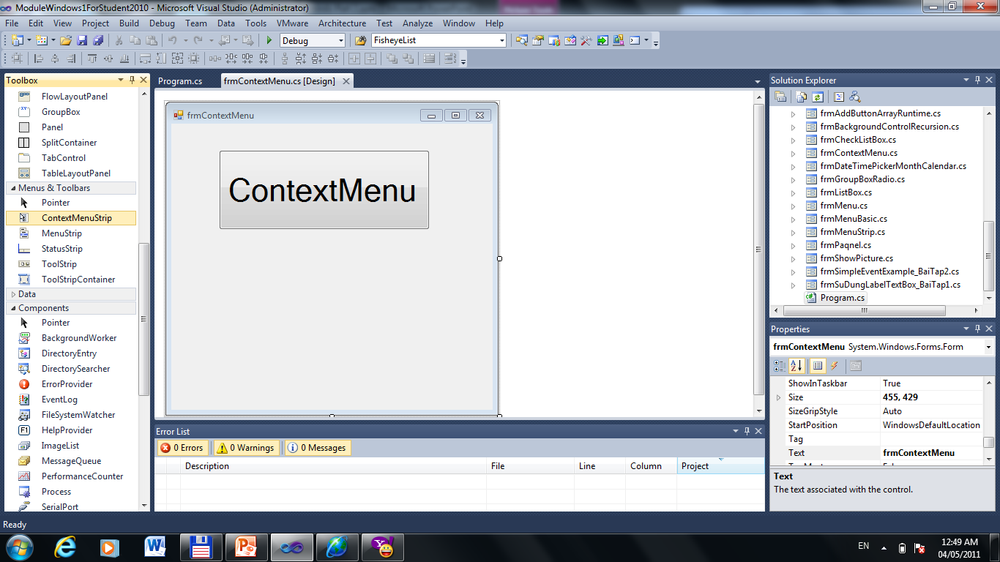 ModuleWindows1ForStudent2010 - Microsoft Visual Studio (Administrator)
File Edit View Project Build Debug Team Data Tools VMware Architecture Test Analyze Window Help
Debug FisheyeList
Toolbox
FlowLayoutPanel
GroupBox
Panel
SplitContainer
TabControl
TableLayoutPanel
Menus & Toolbars
Pointer
ContextMenuStrip
MenuStrip
StatusStrip
ToolStrip
ToolStripContainer
Data
Components
Pointer
BackgroundWorker
DirectoryEntry
DirectorySearcher
ErrorProvider
EventLog
FileSystemWatcher
HelpProvider
ImageList
MessageQueue
PerformanceCounter
Process
SerialPort
Program.cs frmContextMenu.cs [Design]
frmContextMenu
ContextMenu
Error List
0 Errors 0 Warnings 0 Messages
Description File Line Column Project
Solution Explorer
frmAddButtonArrayRuntime.cs
frmBackgroundControlRecursion.cs
frmCheckListBox.cs
frmContextMenu.cs
frmDateTimePickerMonthCalendar.cs
frmGroupBoxRadio.cs
frmListBox.cs
frmMenu.cs
frmMenuBasic.cs
frmMenuStrip.cs
frmPaqnel.cs
frmShowPicture.cs
frmSimpleEventExample_BaiTap2.cs
frmSuDungLabelTextBox_BaiTap1.cs
Program.cs
Properties
frmContextMenu System.Windows.Forms.Form
ShowInTaskbar True
Size 455, 429
SizeGripStyle Auto
StartPosition WindowsDefaultLocation
Tag
Text frmContextMenu
Text
The text associated with the control.
Ready
EN
12:49 AM
04/05/2011